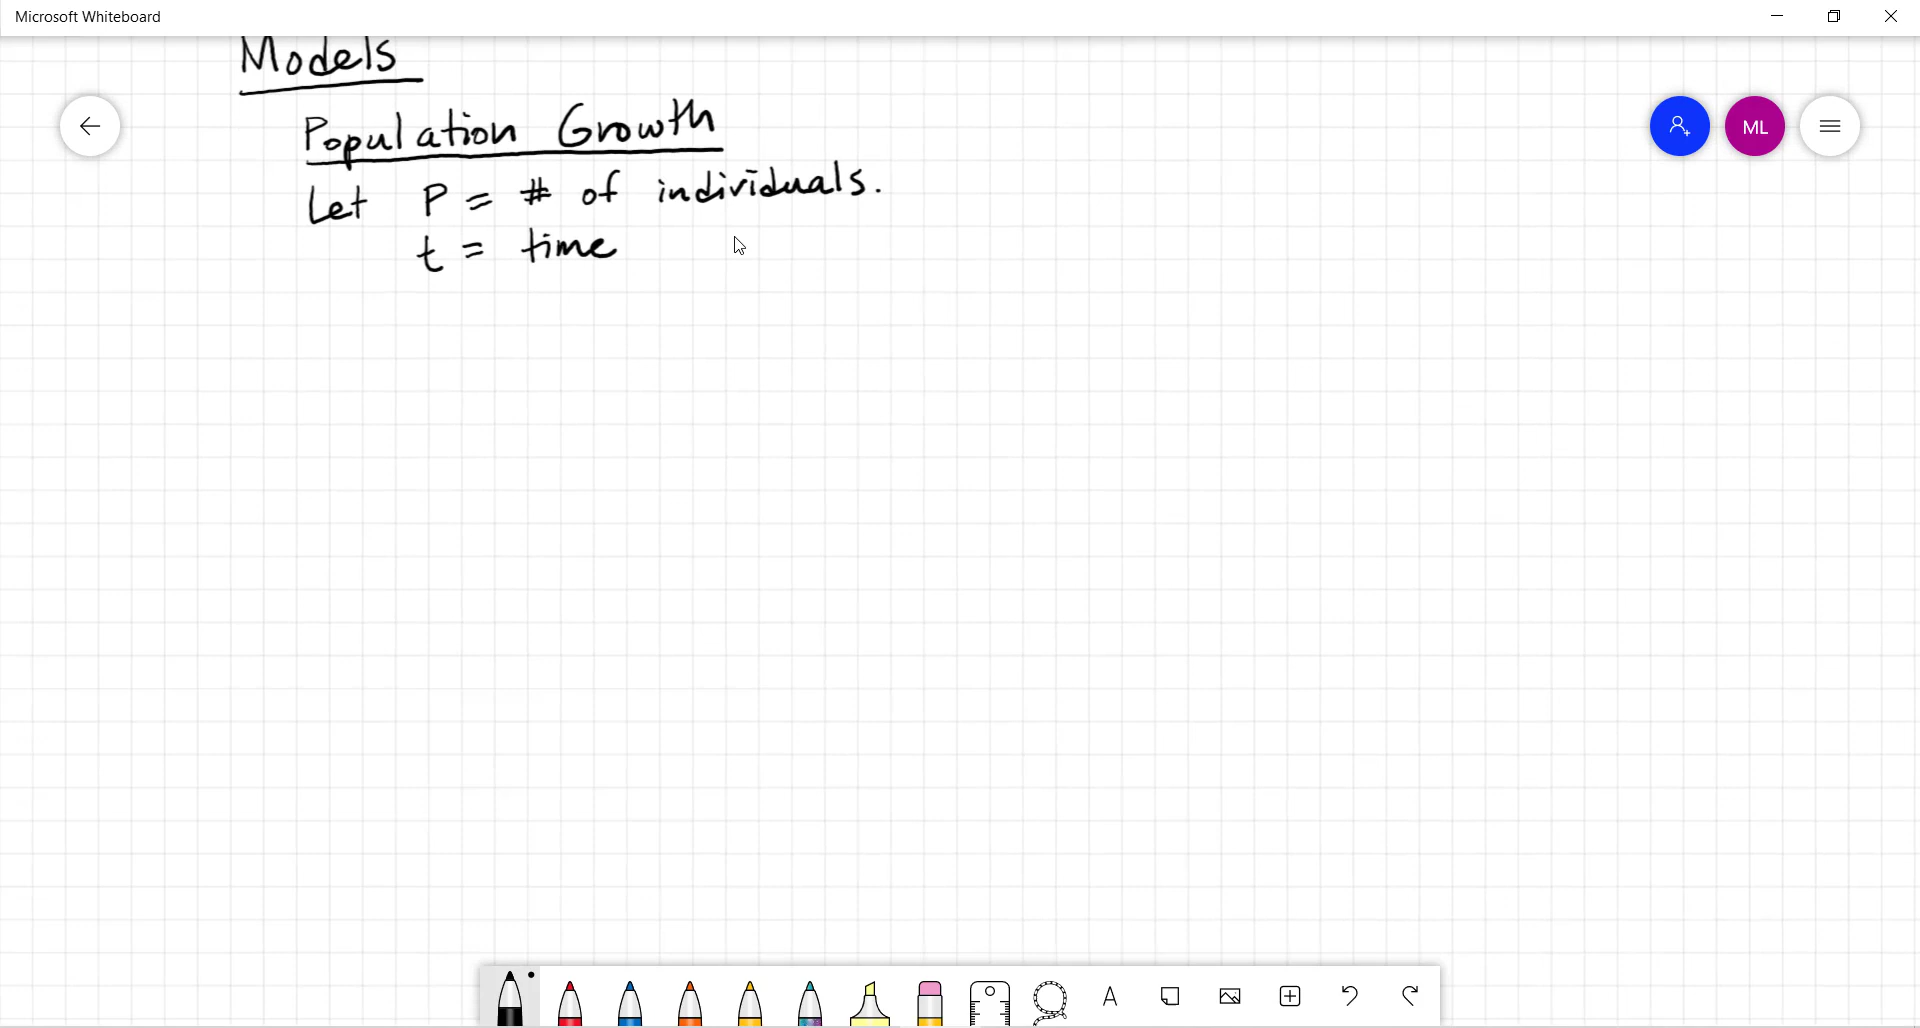 Microsoft Whiteboard
Models
Population Growth
Let P = # of individuals.
t = time
ML
A